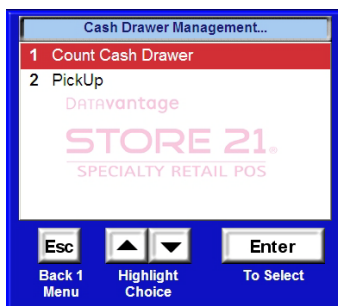 Cash Drawer Management...
1 Count Cash Drawer
2 PickUp
DATAvantage
STORE 21®
SPECIALTY RETAIL POS
Esc Enter
Back 1 Menu
Highlight Choice
To Select